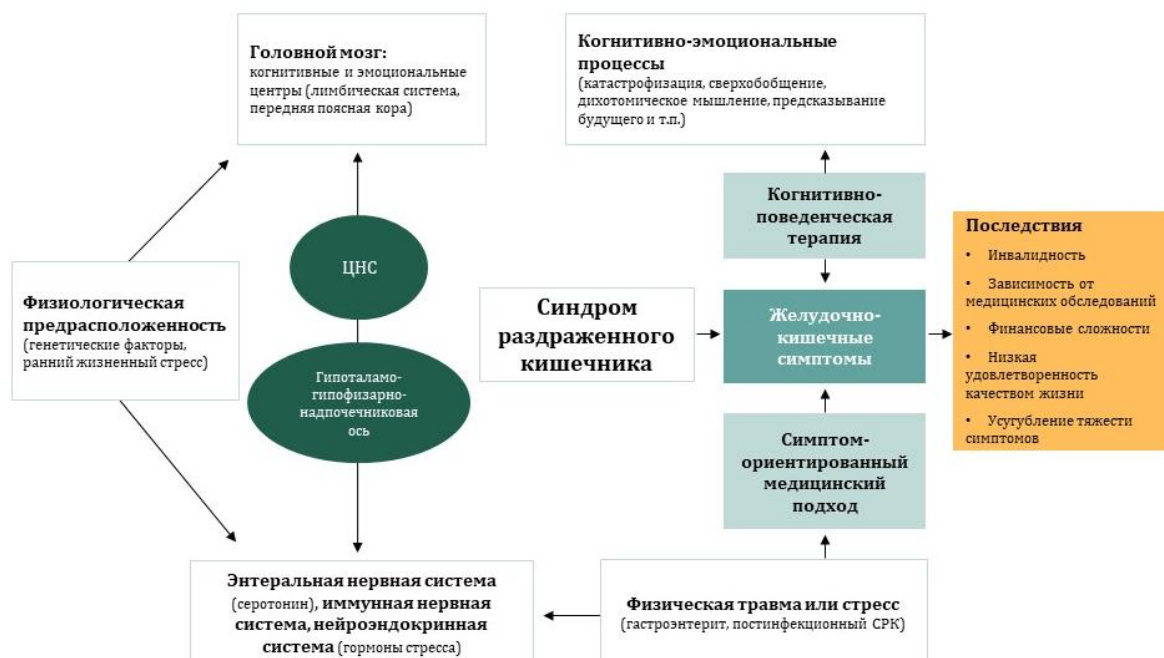 Головной мозг:
когнитивные и эмоциональные
центры (лимбическая система,
передняя поясная кора)
Когнитивно-эмоциональные
процессы
(катастрофизация, сверхобобщение,
дихотомическое мышление, предсказывание
будущего и т.п.)
ЦНС
Когнитивно-
поведенческая
терапия
Физиологическая
предрасположенность
(генетические факторы,
ранний жизненный стресс)
Гипоталамо-
гипофизарно-
надпочечниковая
ось
Синдром
раздраженного
кишечника
Желудочно-
кишечные
симптомы
Последствия
• Инвалидность
• Зависимость от
медицинских обследований
• Финансовые сложности
• Низкая
удовлетворенность
качеством жизни
• Усугубление тяжести
симптомов
Симптом-
ориентированный
медицинский
подход
Энтеральная нервная система
(серотонин), иммунная нервная
система, нейроэндокринная
система (гормоны стресса)
Физическая травма или стресс
(гастроэнтерит, постинфекционный СРК)